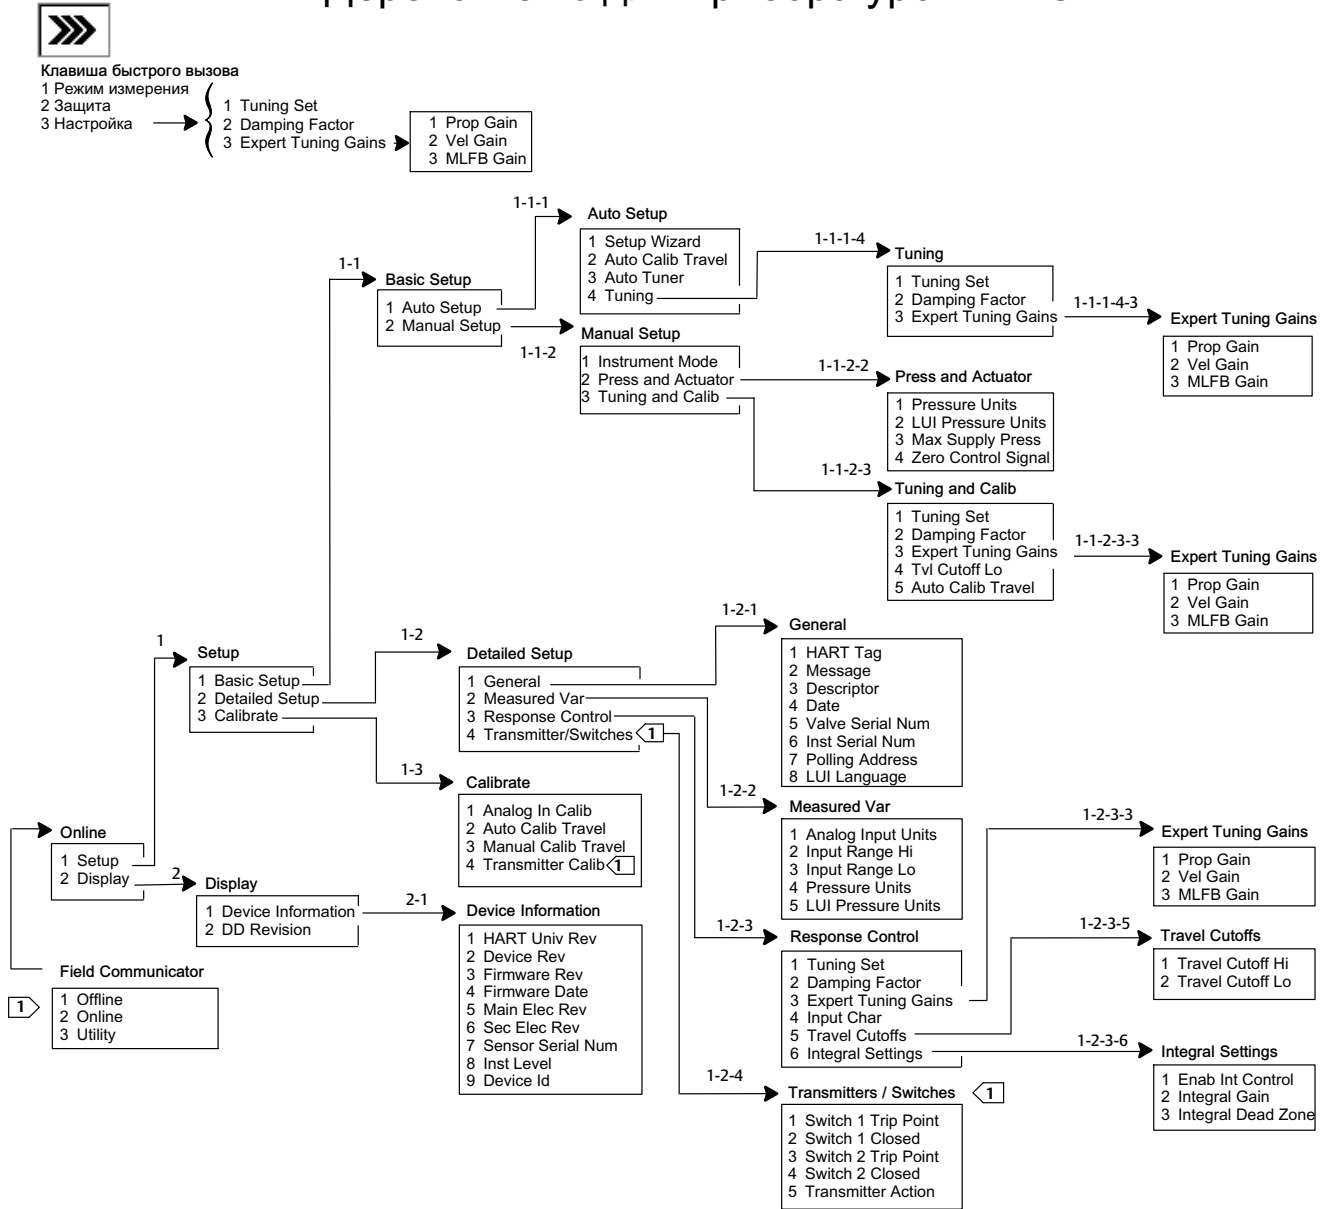 Клавиша быстрого вызова
1 Режим измерения
2 Защита
3 Настройка
1 Tuning Set
2 Damping Factor
3 Expert Tuning Gains
1 Prop Gain
2 Vel Gain
3 MLFB Gain
1-1-1
Auto Setup
1 Setup Wizard
2 Auto Calib Travel
3 Auto Tuner
4 Tuning
1-1-1-4
Tuning
1 Tuning Set
2 Damping Factor
3 Expert Tuning Gains
1-1-1-4-3
Expert Tuning Gains
1 Prop Gain
2 Vel Gain
3 MLFB Gain
1-1
Basic Setup
1 Auto Setup
2 Manual Setup
1-1-2
Manual Setup
1 Instrument Mode
2 Press and Actuator
3 Tuning and Calib
1-1-2-2
Press and Actuator
1 Pressure Units
2 LUI Pressure Units
3 Max Supply Press
4 Zero Control Signal
1-1-2-3
Tuning and Calib
1 Tuning Set
2 Damping Factor
3 Expert Tuning Gains
4 Tvl Cutoff Lo
5 Auto Calib Travel
1-1-2-3-3
Expert Tuning Gains
1 Prop Gain
2 Vel Gain
3 MLFB Gain
1
Setup
1 Basic Setup
2 Detailed Setup
3 Calibrate
1-2
Detailed Setup
1 General
2 Measured Var
3 Response Control
4 Transmitter/Switches 1
1-2-1
General
1 HART Tag
2 Message
3 Descriptor
4 Date
5 Valve Serial Num
6 Inst Serial Num
7 Polling Address
8 LUI Language
1-3
Calibrate
1 Analog In Calib
2 Auto Calib Travel
3 Manual Calib Travel
4 Transmitter Calib 1
1-2-2
Measured Var
1 Analog Input Units
2 Input Range Hi
3 Input Range Lo
4 Pressure Units
5 LUI Pressure Units
1-2-3-3
Expert Tuning Gains
1 Prop Gain
2 Vel Gain
3 MLFB Gain
Online
1 Setup
2 Display
2
Display
1 Device Information
2 DD Revision
2-1
Device Information
1 HART Univ Rev
2 Device Rev
3 Firmware Rev
4 Firmware Date
5 Main Elec Rev
6 Sec Elec Rev
7 Sensor Serial Num
8 Inst Level
9 Device Id
1-2-3
Response Control
1 Tuning Set
2 Damping Factor
3 Expert Tuning Gains
4 Input Char
5 Travel Cutoffs
6 Integral Settings
1-2-3-5
Travel Cutoffs
1 Travel Cutoff Hi
2 Travel Cutoff Lo
1-2-3-6
Integral Settings
1 Enab Int Control
2 Integral Gain
3 Integral Dead Zone
Field Communicator
1
1 Offline
2 Online
3 Utility
1-2-4
Transmitters / Switches 1
1 Switch 1 Trip Point
2 Switch 1 Closed
3 Switch 2 Trip Point
4 Switch 2 Closed
5 Transmitter Action